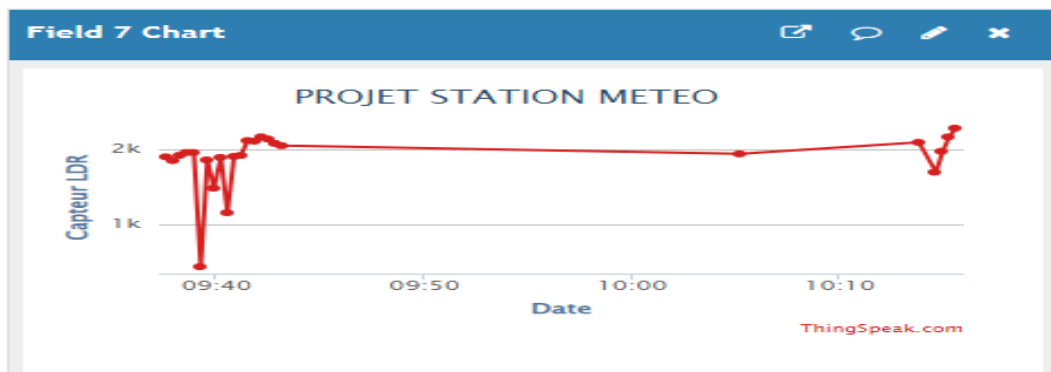 Field 7 Chart
PROJET STATION METEO
Capteur LDR
2k
1k
09:40 09:50 10:00 10:10
Date
ThingSpeak.com